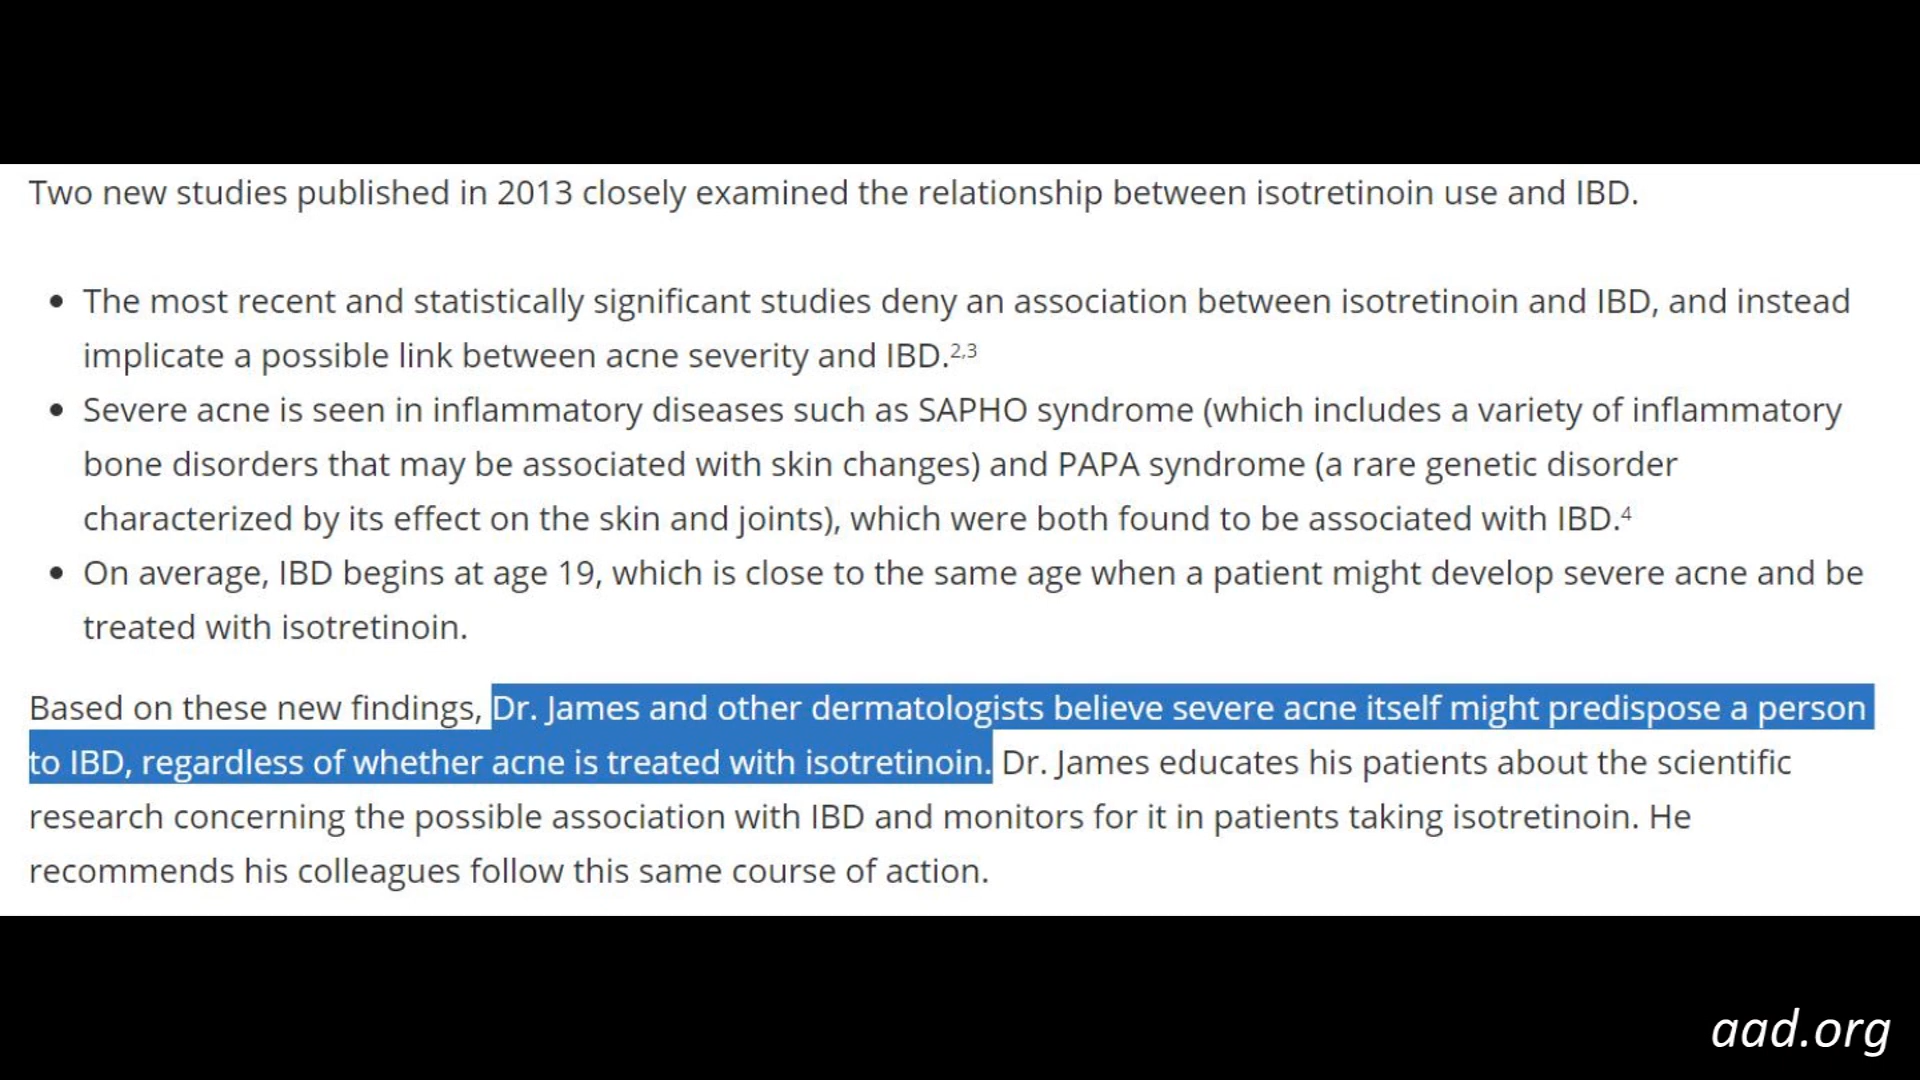 Two new studies published in 2013 closely examined the relationship between isotretinoin use and IBD.
• The most recent and statistically significant studies deny an association between isotretinoin and IBD, and instead
implicate a possible link between acne severity and IBD.2,3
• Severe acne is seen in inflammatory diseases such as SAPHO syndrome (which includes a variety of inflammatory
bone disorders that may be associated with skin changes) and PAPA syndrome (a rare genetic disorder
characterized by its effect on the skin and joints), which were both found to be associated with IBD.4
• On average, IBD begins at age 19, which is close to the same age when a patient might develop severe acne and be
treated with isotretinoin.
Based on these new findings, Dr. James and other dermatologists believe severe acne itself might predispose a person
to IBD, regardless of whether acne is treated with isotretinoin. Dr. James educates his patients about the scientific
research concerning the possible association with IBD and monitors for it in patients taking isotretinoin. He
recommends his colleagues follow this same course of action.
aad.org